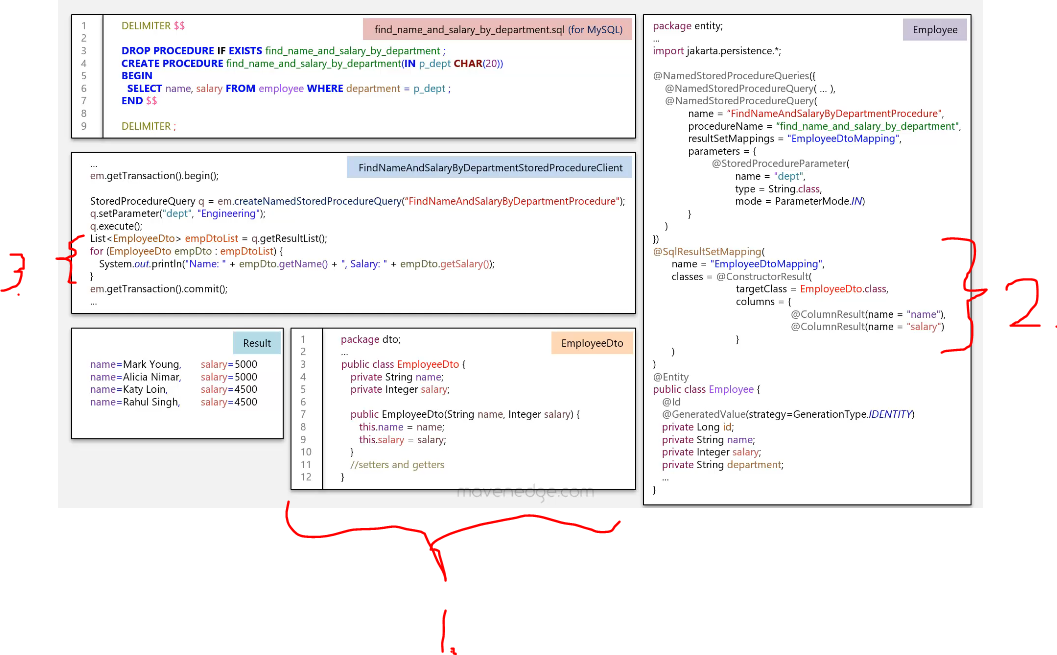 find_name_and_salary_by_department.sql (for MySQL)
1 DELIMITER $$
2
3 DROP PROCEDURE IF EXISTS find_name_and_salary_by_department ;
4 CREATE PROCEDURE find_name_and_salary_by_department(IN p_dept CHAR(20))
5 BEGIN
6 SELECT name, salary FROM employee WHERE department = p_dept ;
7 END $$
8
9 DELIMITER ;
FindNameAndSalaryByDepartmentStoredProcedureClient
...
em.getTransaction().begin();
StoredProcedureQuery q = em.createNamedStoredProcedureQuery("FindNameAndSalaryByDepartmentProcedure");
q.setParameter("dept", "Engineering");
q.execute();
List<EmployeeDto> empDtoList = q.getResultList();
for (EmployeeDto empDto : empDtoList) {
System.out.println("Name: " + empDto.getName() + ", Salary: " + empDto.getSalary());
}
em.getTransaction().commit();
...
3.
Result
name=Mark Young, salary=5000
name=Alicia Nimar, salary=5000
name=Katy Loin, salary=4500
name=Rahul Singh, salary=4500
EmployeeDto
1 package dto;
2 ...
3 public class EmployeeDto {
4 private String name;
5 private Integer salary;
6
7 public EmployeeDto(String name, Integer salary) {
8 this.name = name;
9 this.salary = salary;
10 }
11 //setters and getters
12 }
mavenedge.com
1.
Employee
package entity;
...
import jakarta.persistence.*;
@NamedStoredProcedureQueries({
@NamedStoredProcedureQuery( ... ),
@NamedStoredProcedureQuery(
name = "FindNameAndSalaryByDepartmentProcedure",
procedureName = "find_name_and_salary_by_department",
resultSetMappings = "EmployeeDtoMapping",
parameters = {
@StoredProcedureParameter(
name = "dept",
type = String.class,
mode = ParameterMode.IN)
}
)
})
@SqlResultSetMapping(
name = "EmployeeDtoMapping",
classes = @ConstructorResult(
targetClass = EmployeeDto.class,
columns = {
@ColumnResult(name = "name"),
@ColumnResult(name = "salary")
}
)
)
@Entity
public class Employee {
@Id
@GeneratedValue(strategy=GenerationType.IDENTITY)
private Long id;
private String name;
private Integer salary;
private String department;
...
}
2.